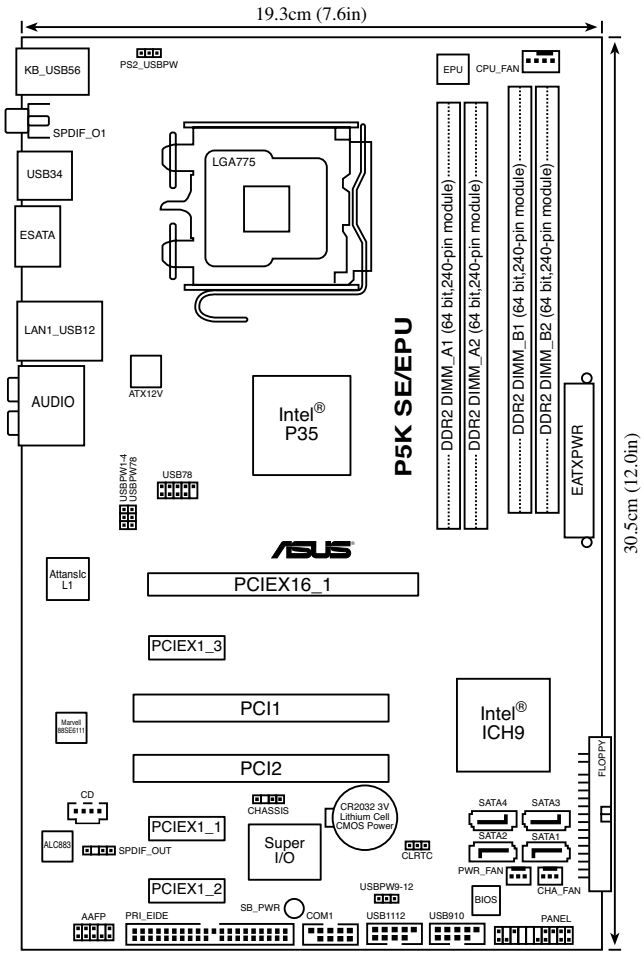 19.3cm (7.6in)
KB_USB56
PS2_USBPW
EPU
CPU_FAN
SPDIF_O1
LGA775
USB34
ESATA
LAN1_USB12
AUDIO
ATX12V
Intel®
P35
P5K SE/EPU
DDR2 DIMM_A1 (64 bit,240-pin module)
DDR2 DIMM_A2 (64 bit,240-pin module)
DDR2 DIMM_B1 (64 bit,240-pin module)
DDR2 DIMM_B2 (64 bit,240-pin module)
EATXPWR
30.5cm (12.0in)
USBPW1-4
USBPW78
USB78
ASUS
AttansIc
L1
PCIEX16_1
PCIEX1_3
PCI1
Marvell
88SE6111
Intel®
ICH9
PCI2
FLOPPY
CD
CHASSIS
CR2032 3V
Lithium Cell
CMOS Power
SATA4
SATA3
ALC883
SPDIF_OUT
PCIEX1_1
Super
I/O
CLRTC
SATA2
SATA1
PWR_FAN
CHA_FAN
PCIEX1_2
SB_PWR
USBPW9-12
BIOS
AAFP
PRI_EIDE
COM1
USB1112
USB910
PANEL